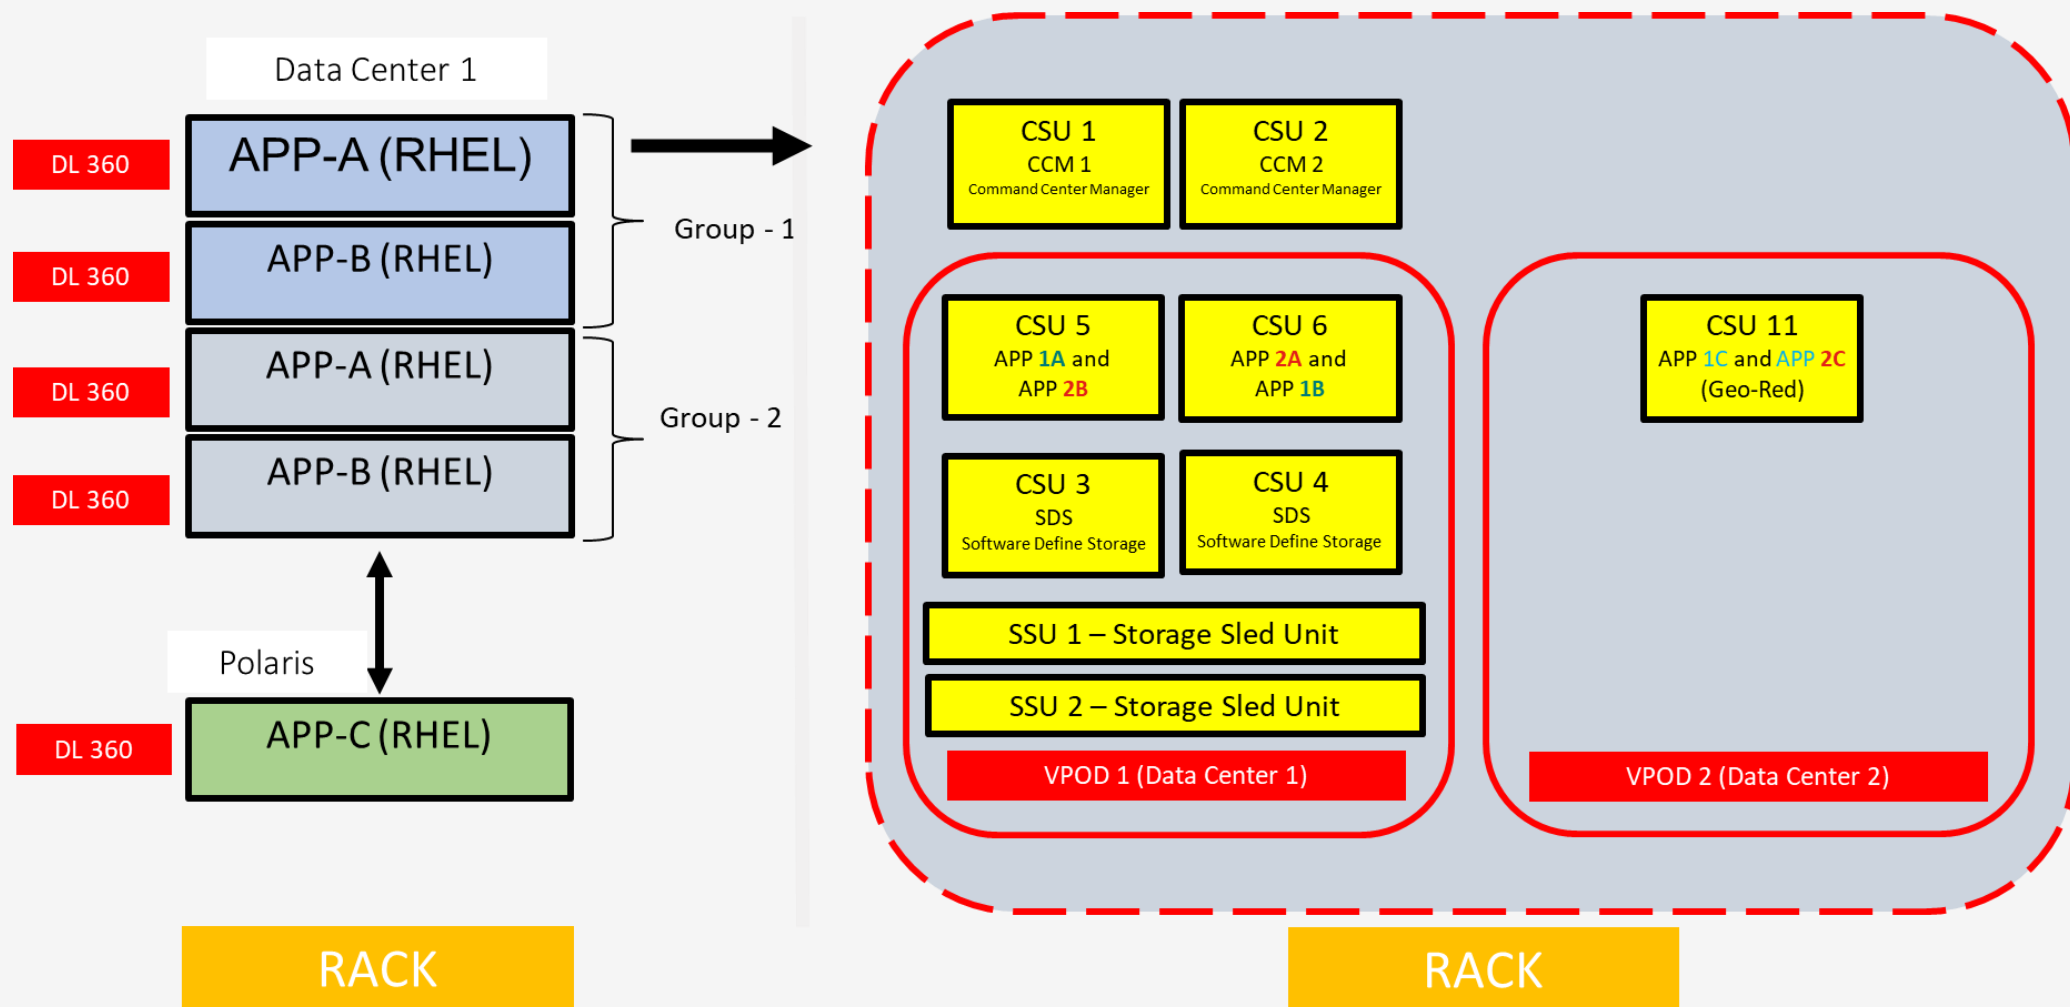 Data Center 1
DL 360
APP-A (RHEL)
DL 360
APP-B (RHEL)
Group - 1
DL 360
APP-A (RHEL)
DL 360
APP-B (RHEL)
Group - 2
Polaris
DL 360
APP-C (RHEL)
RACK
CSU 1
CCM 1
Command Center Manager
CSU 2
CCM 2
Command Center Manager
CSU 5
APP 1A and
APP 2B
CSU 6
APP 2A and
APP 1B
CSU 3
SDS
Software Define Storage
CSU 4
SDS
Software Define Storage
SSU 1 – Storage Sled Unit
SSU 2 – Storage Sled Unit
VPOD 1 (Data Center 1)
CSU 11
APP 1C and APP 2C
(Geo-Red)
VPOD 2 (Data Center 2)
RACK